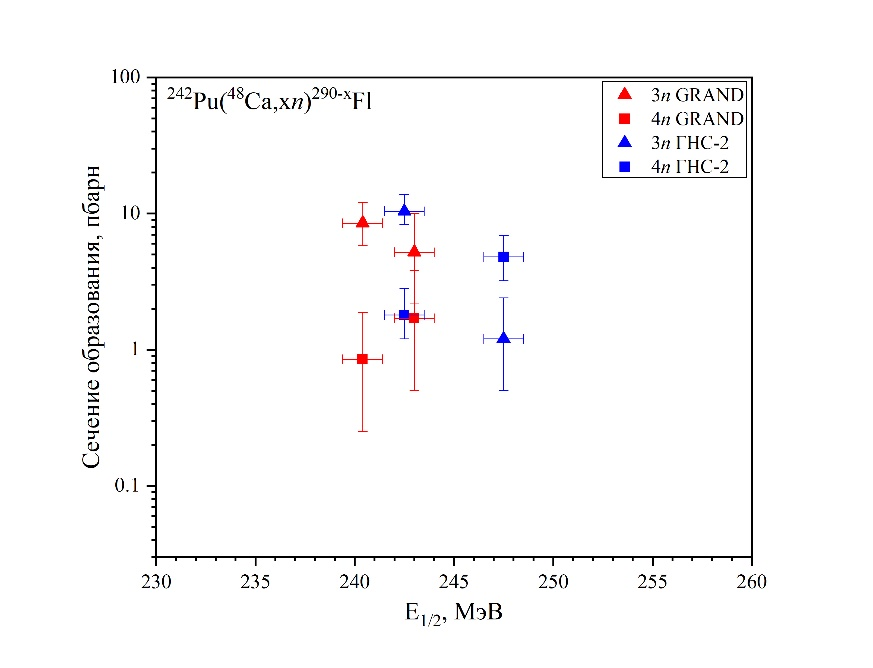 ²⁴²Pu(⁴⁸Ca,xn)²⁹⁰⁻ˣFl
3n GRAND
4n GRAND
3n ГНС-2
4n ГНС-2
Сечение образования, пбарн
100
10
1
0.1
230 235 240 245 250 255 260
E₁/₂, МэВ